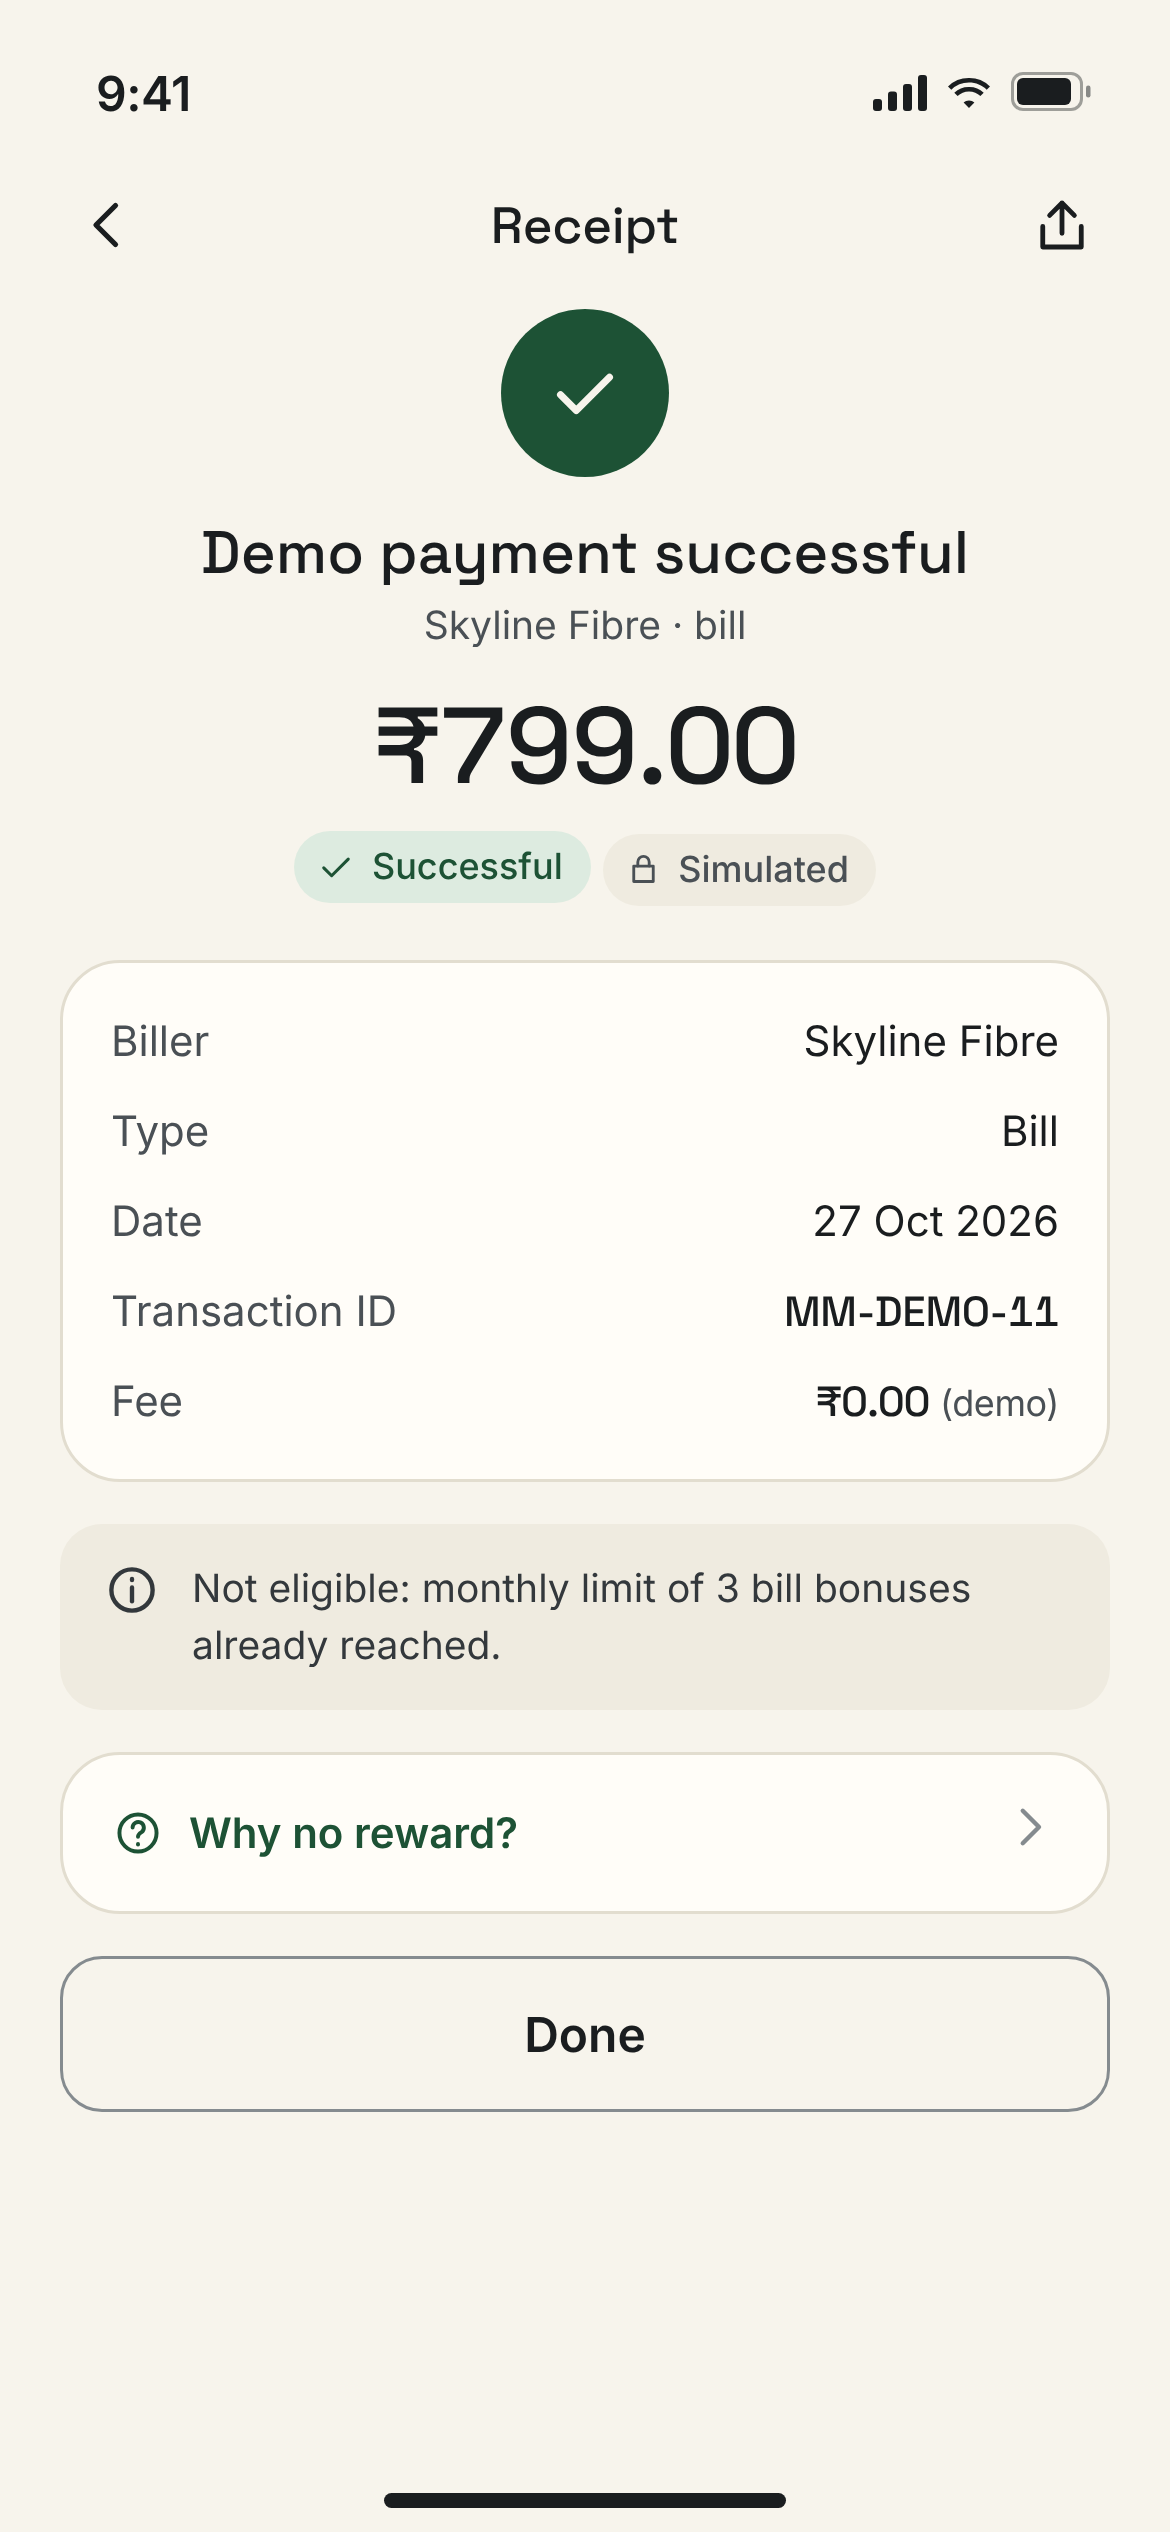 9:41
Receipt
Demo payment successful
Skyline Fibre · bill
₹799.00
Successful Simulated
Biller Skyline Fibre
Type Bill
Date 27 Oct 2026
Transaction ID MM-DEMO-11
Fee ₹0.00 (demo)
Not eligible: monthly limit of 3 bill bonuses
already reached.
Why no reward?
Done